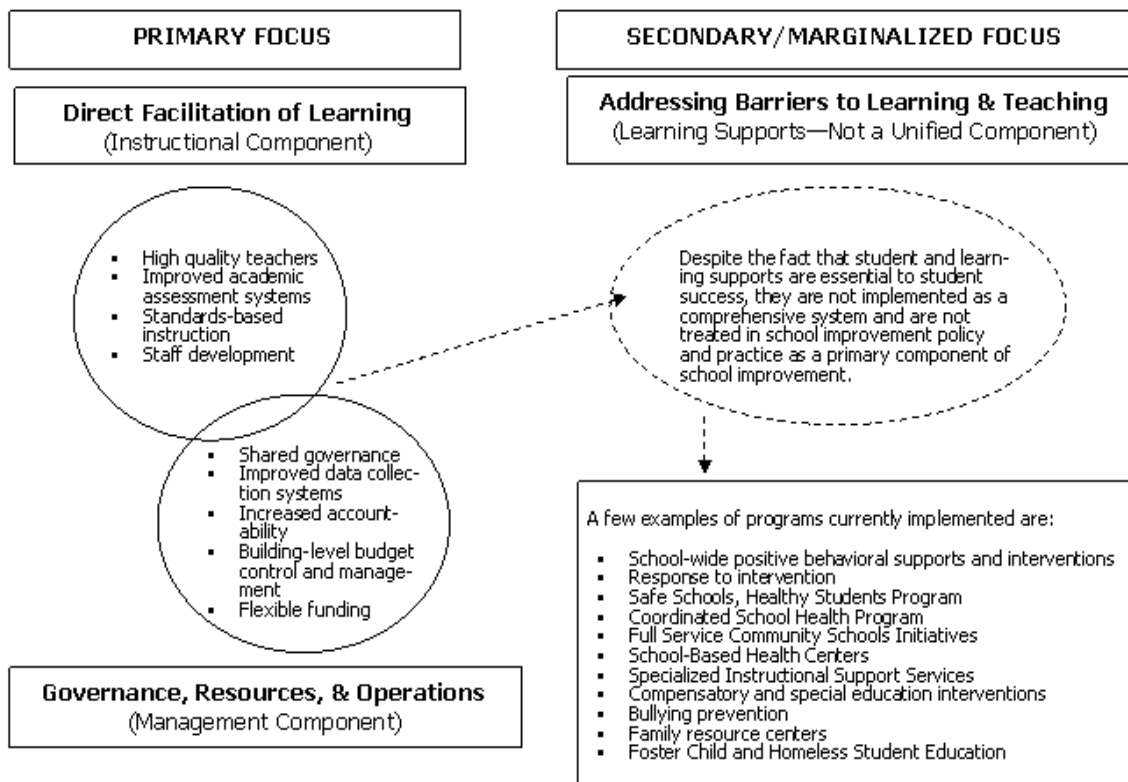 PRIMARY FOCUS
Direct Facilitation of Learning
(Instructional Component)
▪ High quality teachers
▪ Improved academic
assessment systems
▪ Standards-based
instruction
▪ Staff development
▪ Shared governance
▪ Improved data collec-
tion systems
▪ Increased account-
ability
▪ Building-level budget
control and manage-
ment
▪ Flexible funding
Governance, Resources, & Operations
(Management Component)
SECONDARY/MARGINALIZED FOCUS
Addressing Barriers to Learning & Teaching
(Learning Supports—Not a Unified Component)
Despite the fact that student and learn-
ing supports are essential to student
success, they are not implemented as a
comprehensive system and are not
treated in school improvement policy
and practice as a primary component of
school improvement.
A few examples of programs currently implemented are:
▪ School-wide positive behavioral supports and interventions
▪ Response to intervention
▪ Safe Schools, Healthy Students Program
▪ Coordinated School Health Program
▪ Full Service Community Schools Initiatives
▪ School-Based Health Centers
▪ Specialized Instructional Support Services
▪ Compensatory and special education interventions
▪ Bullying prevention
▪ Family resource centers
▪ Foster Child and Homeless Student Education